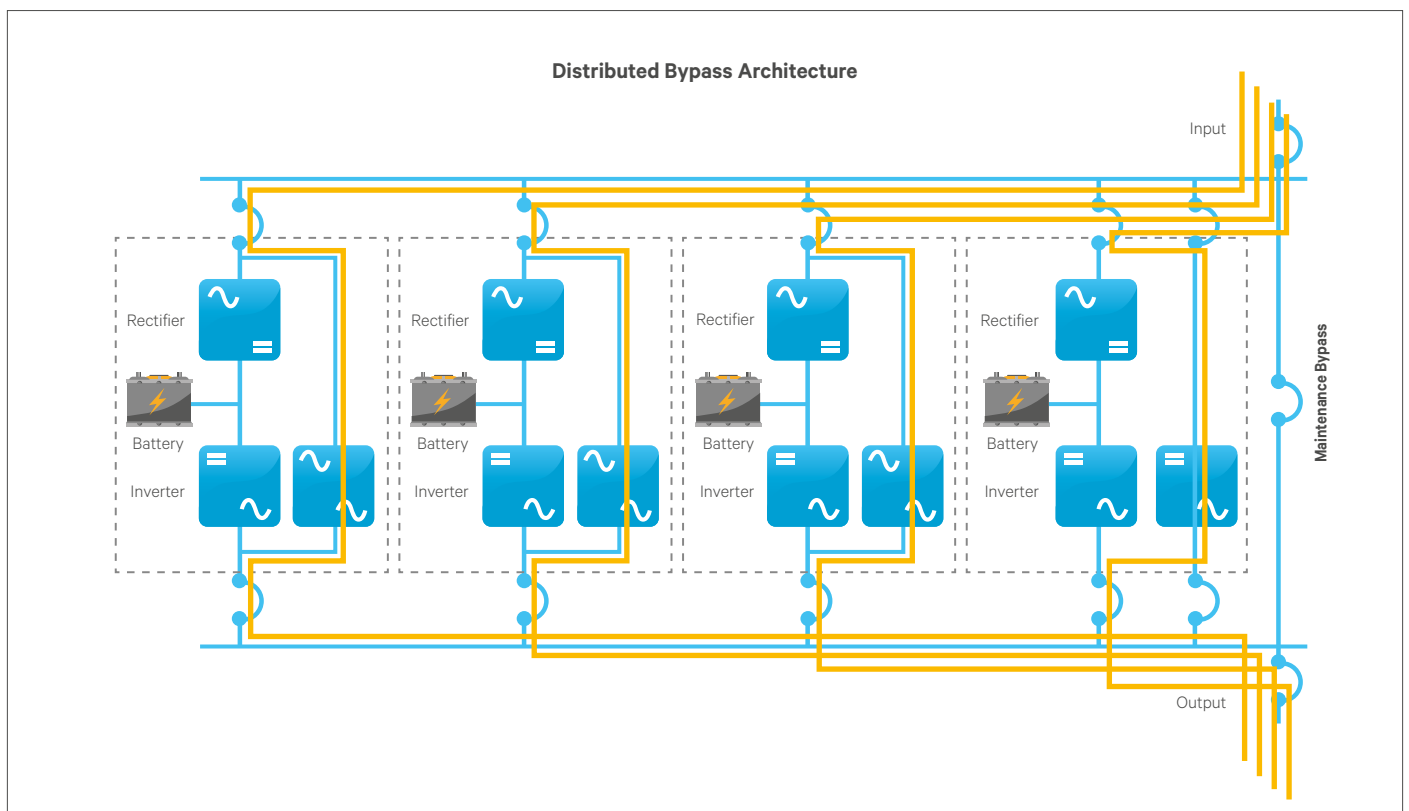 Distributed Bypass Architecture
Input
Rectifier
Rectifier
Rectifier
Rectifier
Maintenance Bypass
Battery
Battery
Battery
Battery
Inverter
Inverter
Inverter
Inverter
Output